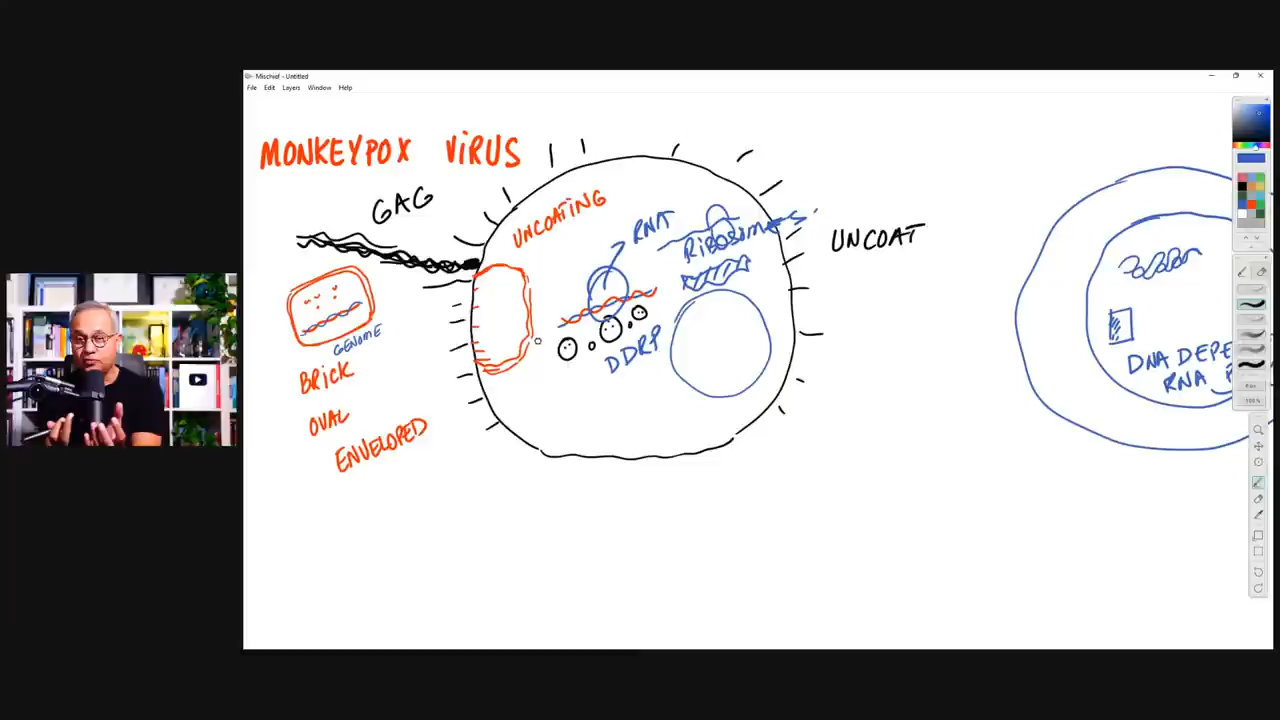 Mischief - Untitled
File Edit Layers Window Help
MONKEYPOX VIRUS
GAG
UNCOATING
RNA
RIBOSOMES
UNCOAT
GENOME
BRICK
DDRP
DNA DEPE
RNA P
OVAL
ENVELOPED
100%